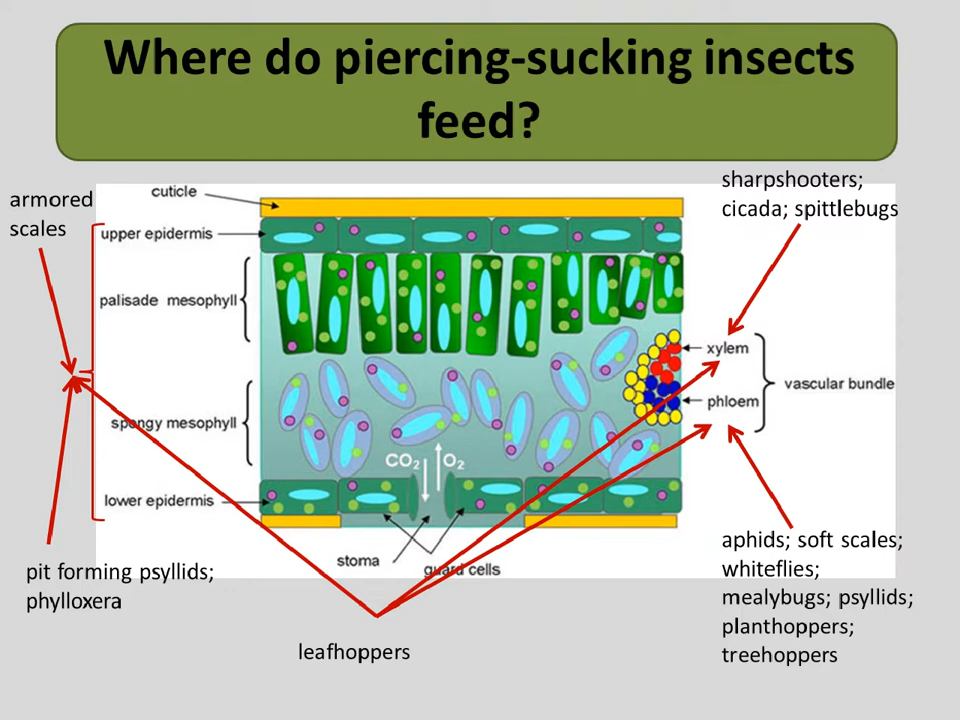 Where do piercing-sucking insects
feed?
armored
scales
cuticle
upper epidermis
palisade mesophyll
spongy mesophyll
lower epidermis
CO2
O2
stoma
guard cells
xylem
phloem
vascular bundle
sharpshooters;
cicada; spittlebugs
pit forming psyllids;
phylloxera
leafhoppers
aphids; soft scales;
whiteflies;
mealybugs; psyllids;
planthoppers;
treehoppers